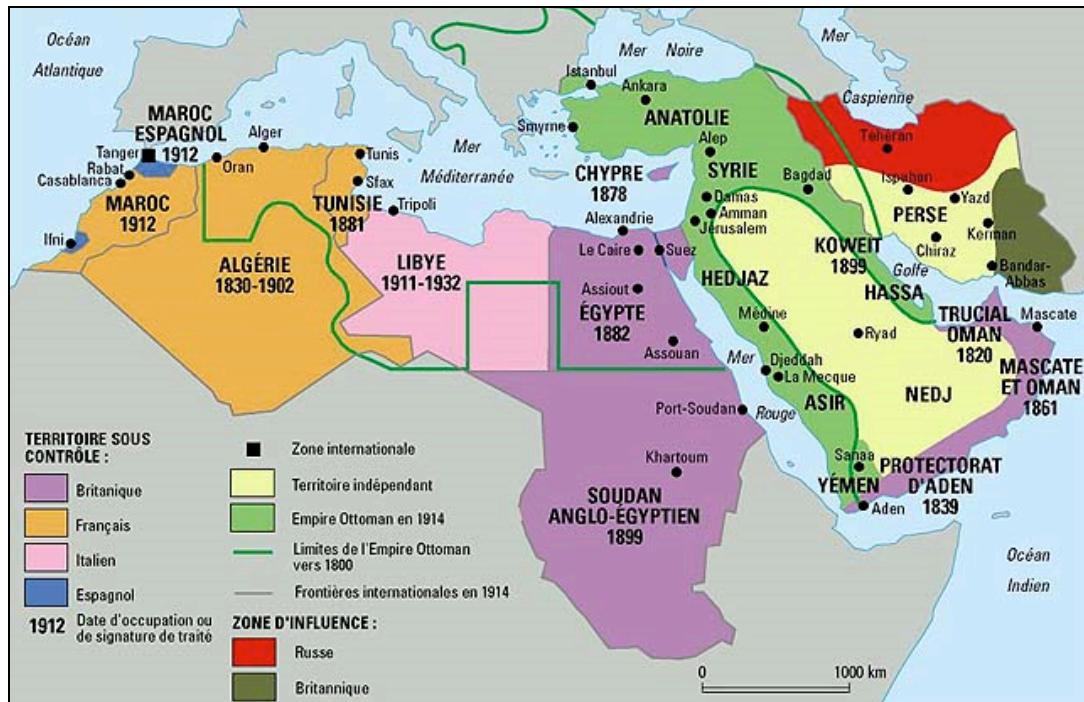 Océan
Atlantique
Mer Noire
Mer
Caspienne
Istanbul
Ankara
ANATOLIE
Smyrne
MAROC
ESPAGNOL
1912
Tanger
Rabat
Casablanca
Alger
Oran
Tunis
Sfax
Mer
Méditerranée
Tripoli
Alep
SYRIE
CHYPRE
1878
Téhéran
Bagdad
Ispahan
Yazd
PERSE
Kerman
Chiraz
Bandar-
Abbas
MAROC
1912
Ifni
TUNISIE
1881
Alexandrie
Damas
Amman
Jérusalem
Le Caire
Suez
KOWEIT
1899
Golfe
ALGÉRIE
1830-1902
LIBYE
1911-1932
Assiout
ÉGYPTE
1882
Assouan
HEDJAZ
HASSA
Médine
Ryad
TRUCIAL
OMAN
1820
Mascate
MASCATE
ET OMAN
1861
Mer
Rouge
Djeddah
La Mecque
ASIR
NEDJ
Port-Soudan
Khartoum
SOUDAN
ANGLO-ÉGYPTIEN
1899
Sanaa
YÉMEN
PROTECTORAT
D'ADEN
1839
Aden
Océan
Indien
TERRITOIRE SOUS
CONTRÔLE :
Britanique
Français
Italien
Espagnol
1912 Date d'occupation ou
de signature de traité
Zone internationale
Territoire indépendant
Empire Ottoman en 1914
Limites de l'Empire Ottoman
vers 1800
Frontières internationales en 1914
ZONE D'INFLUENCE :
Russe
Britannique
0 1000 km